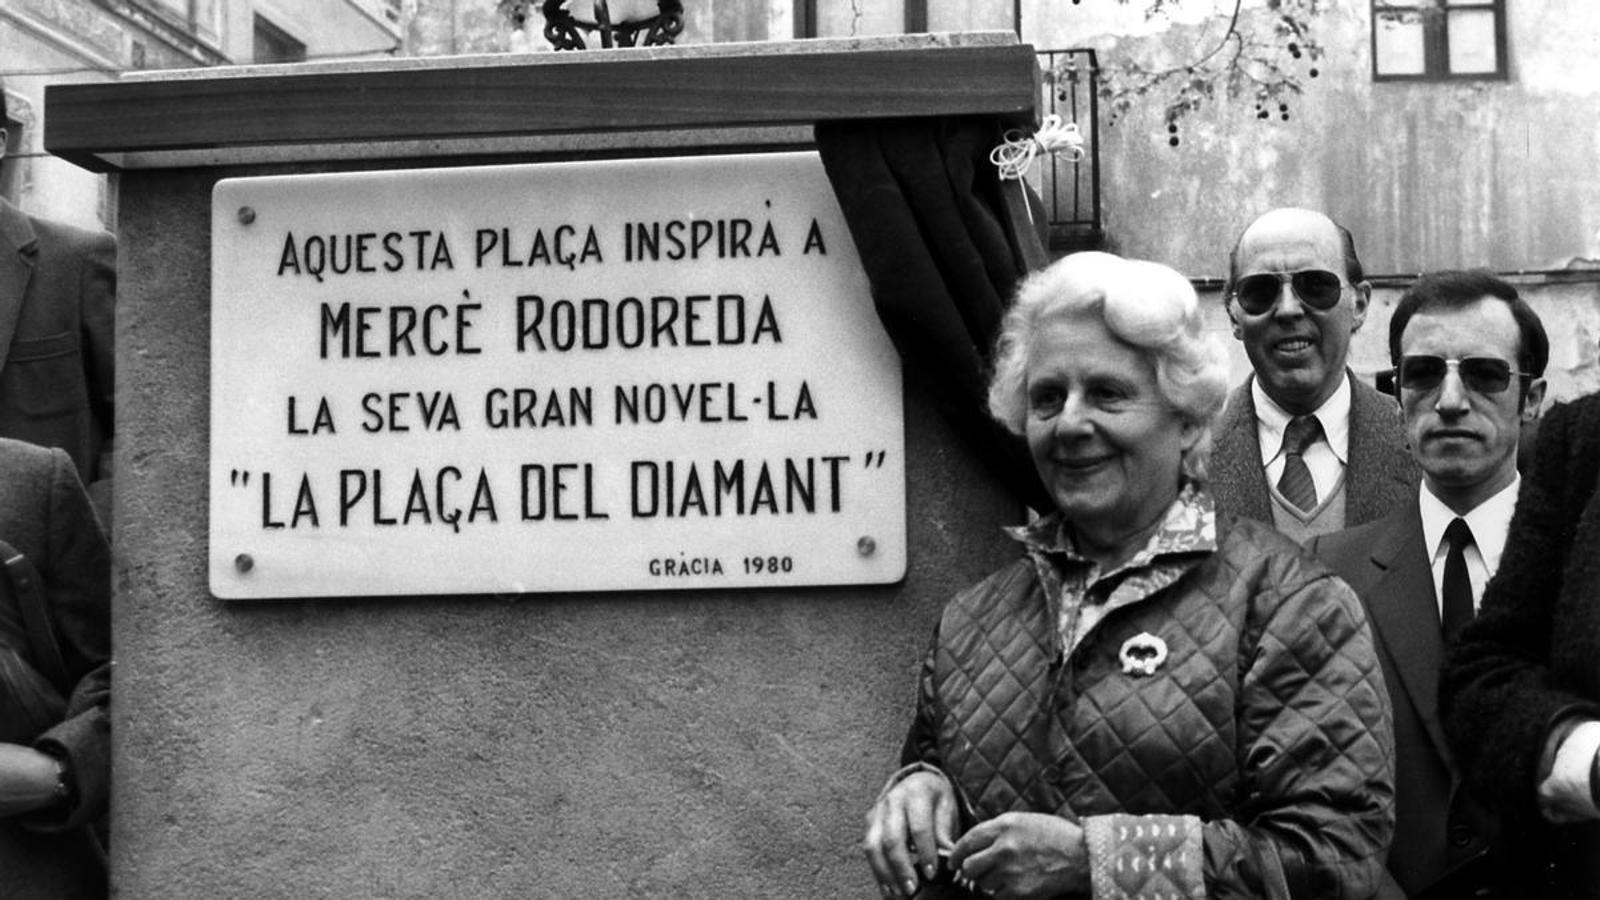 AQUESTA PLAÇA INSPIRÀ A
MERCÈ RODOREDA
LA SEVA GRAN NOVEL·LA
"LA PLAÇA DEL DIAMANT"
GRÀCIA 1980